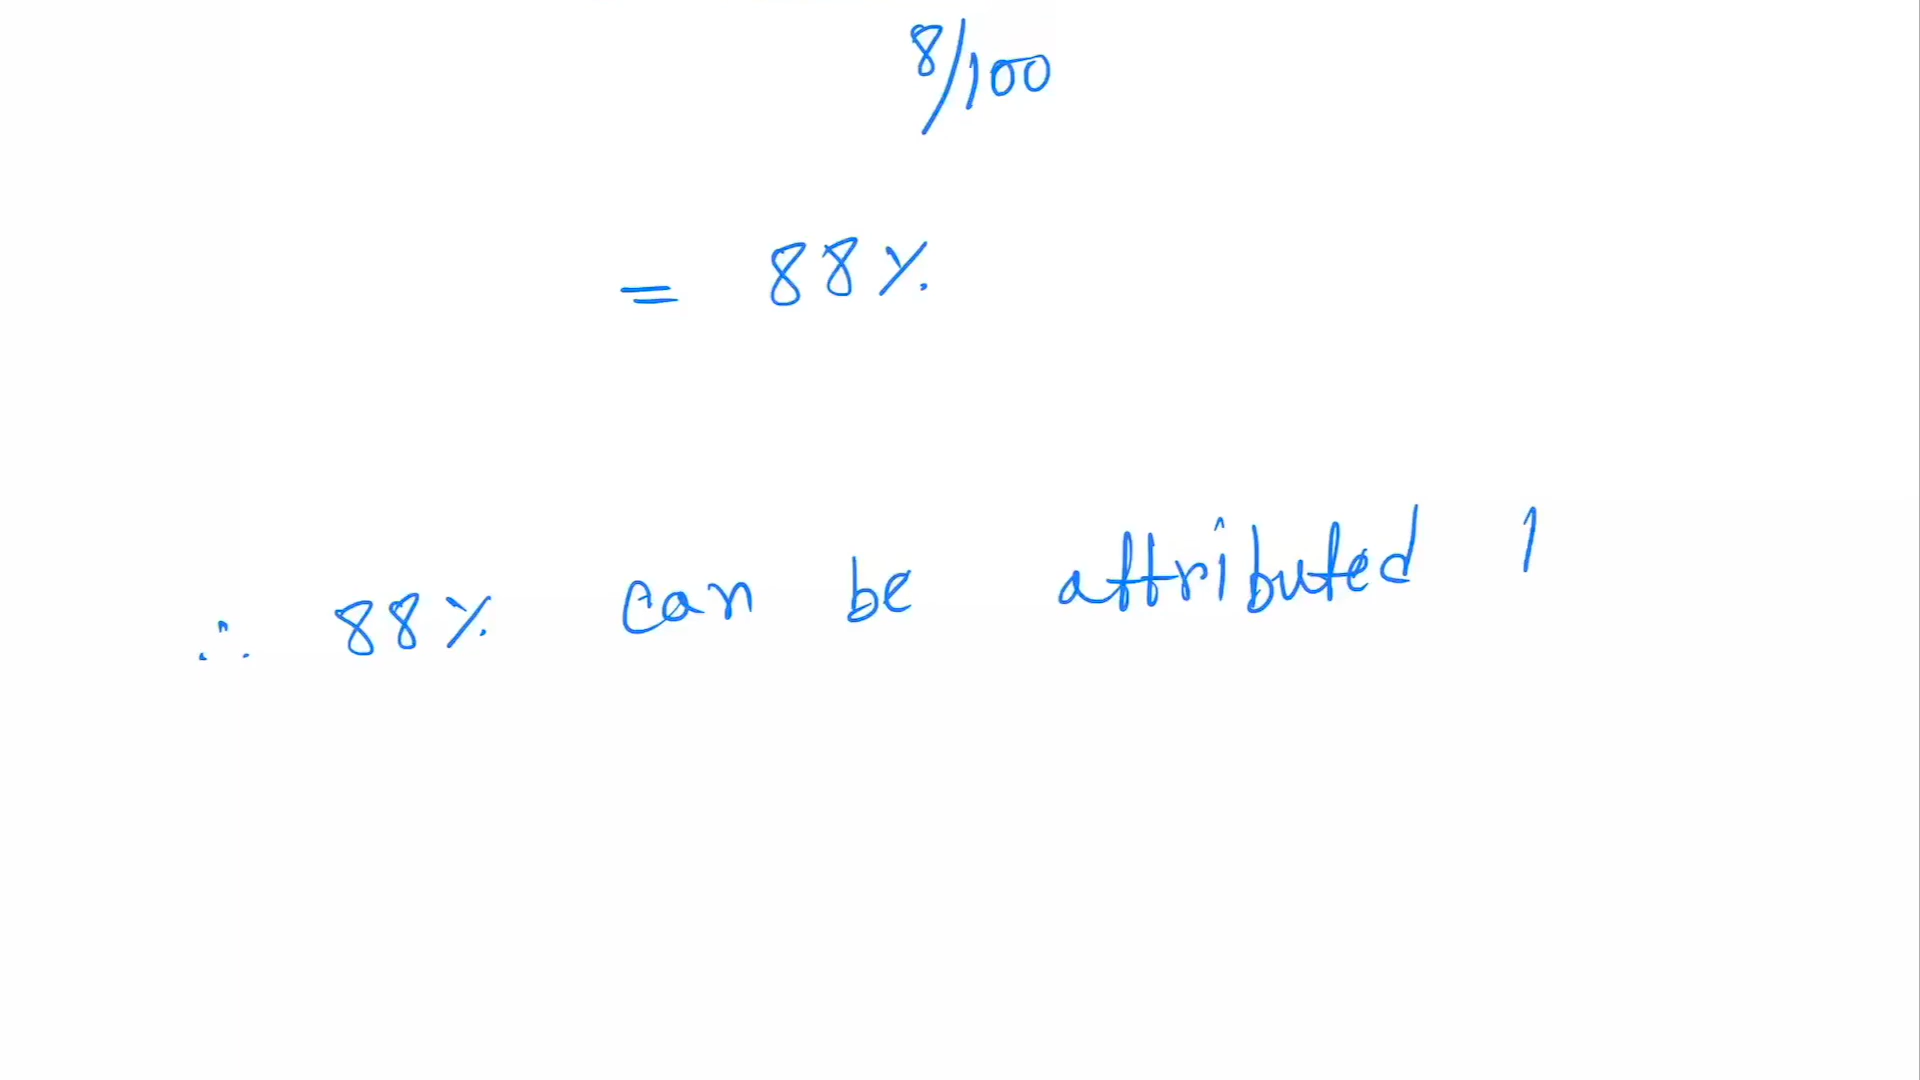 8/100
= 88%
∴ 88% can be attributed